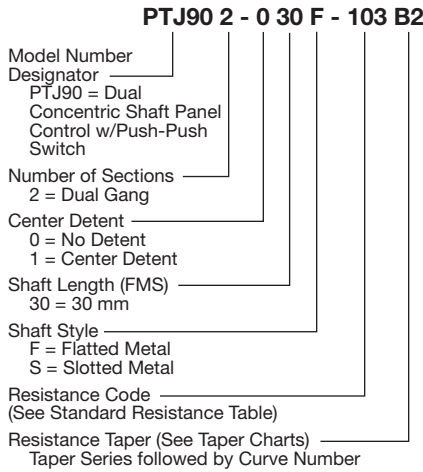 PTJ90 2 - 0 30 F - 103 B2
Model Number
Designator
PTJ90 = Dual
Concentric Shaft Panel
Control w/Push-Push
Switch
Number of Sections
2 = Dual Gang
Center Detent
0 = No Detent
1 = Center Detent
Shaft Length (FMS)
30 = 30 mm
Shaft Style
F = Flatted Metal
S = Slotted Metal
Resistance Code
(See Standard Resistance Table)
Resistance Taper (See Taper Charts)
Taper Series followed by Curve Number